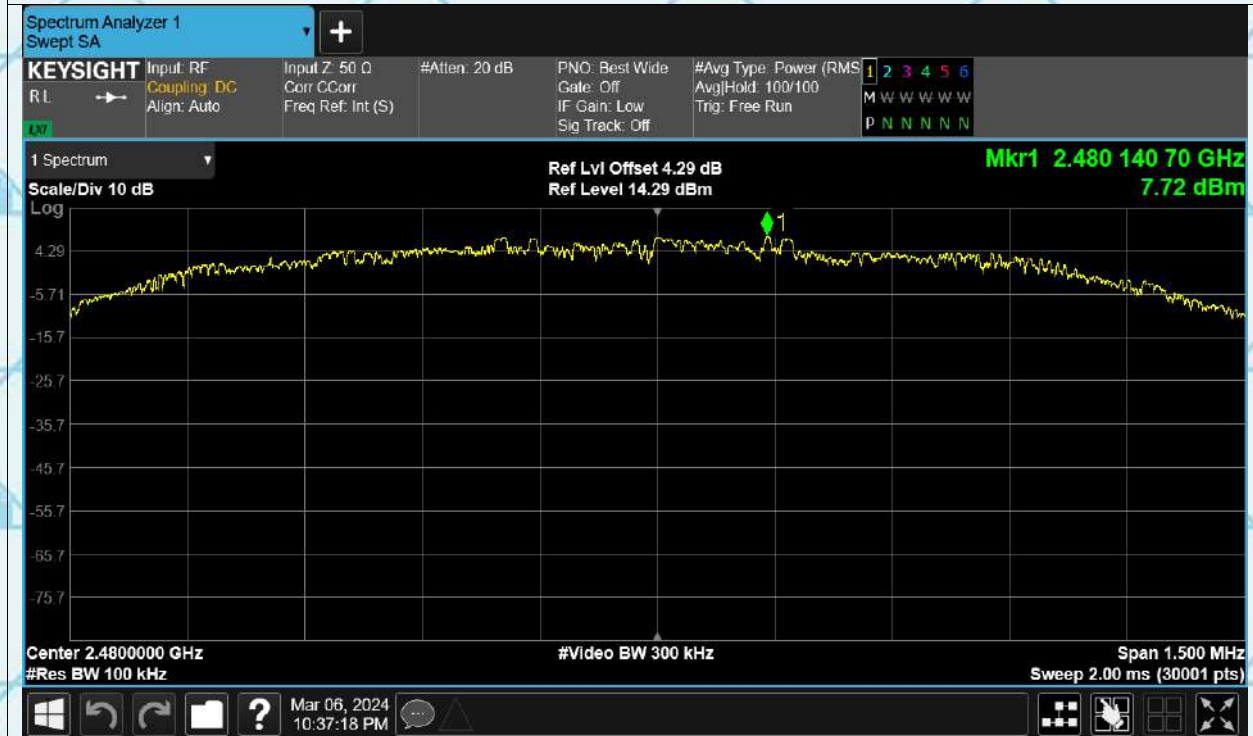 Spectrum Analyzer 1
Swept SA
+
KEYSIGHT
RL
LXI
Input: RF
Coupling: DC
Align: Auto
Input Z: 50 Ω
Corr CCorr
Freq Ref: Int (S)
#Atten: 20 dB
PNO: Best Wide
Gate: Off
IF Gain: Low
Sig Track: Off
#Avg Type: Power (RMS
Avg|Hold: 100/100
Trig: Free Run
1 2 3 4 5 6
M W W W W W
P N N N N N
1 Spectrum
Scale/Div 10 dB
Log
Ref Lvl Offset 4.29 dB
Ref Level 14.29 dBm
Mkr1 2.480 140 70 GHz
7.72 dBm
1
4.29
-5.71
-15.7
-25.7
-35.7
-45.7
-55.7
-65.7
-75.7
Center 2.4800000 GHz
#Res BW 100 kHz
#Video BW 300 kHz
Span 1.500 MHz
Sweep 2.00 ms (30001 pts)
?
Mar 06, 2024
10:37:18 PM